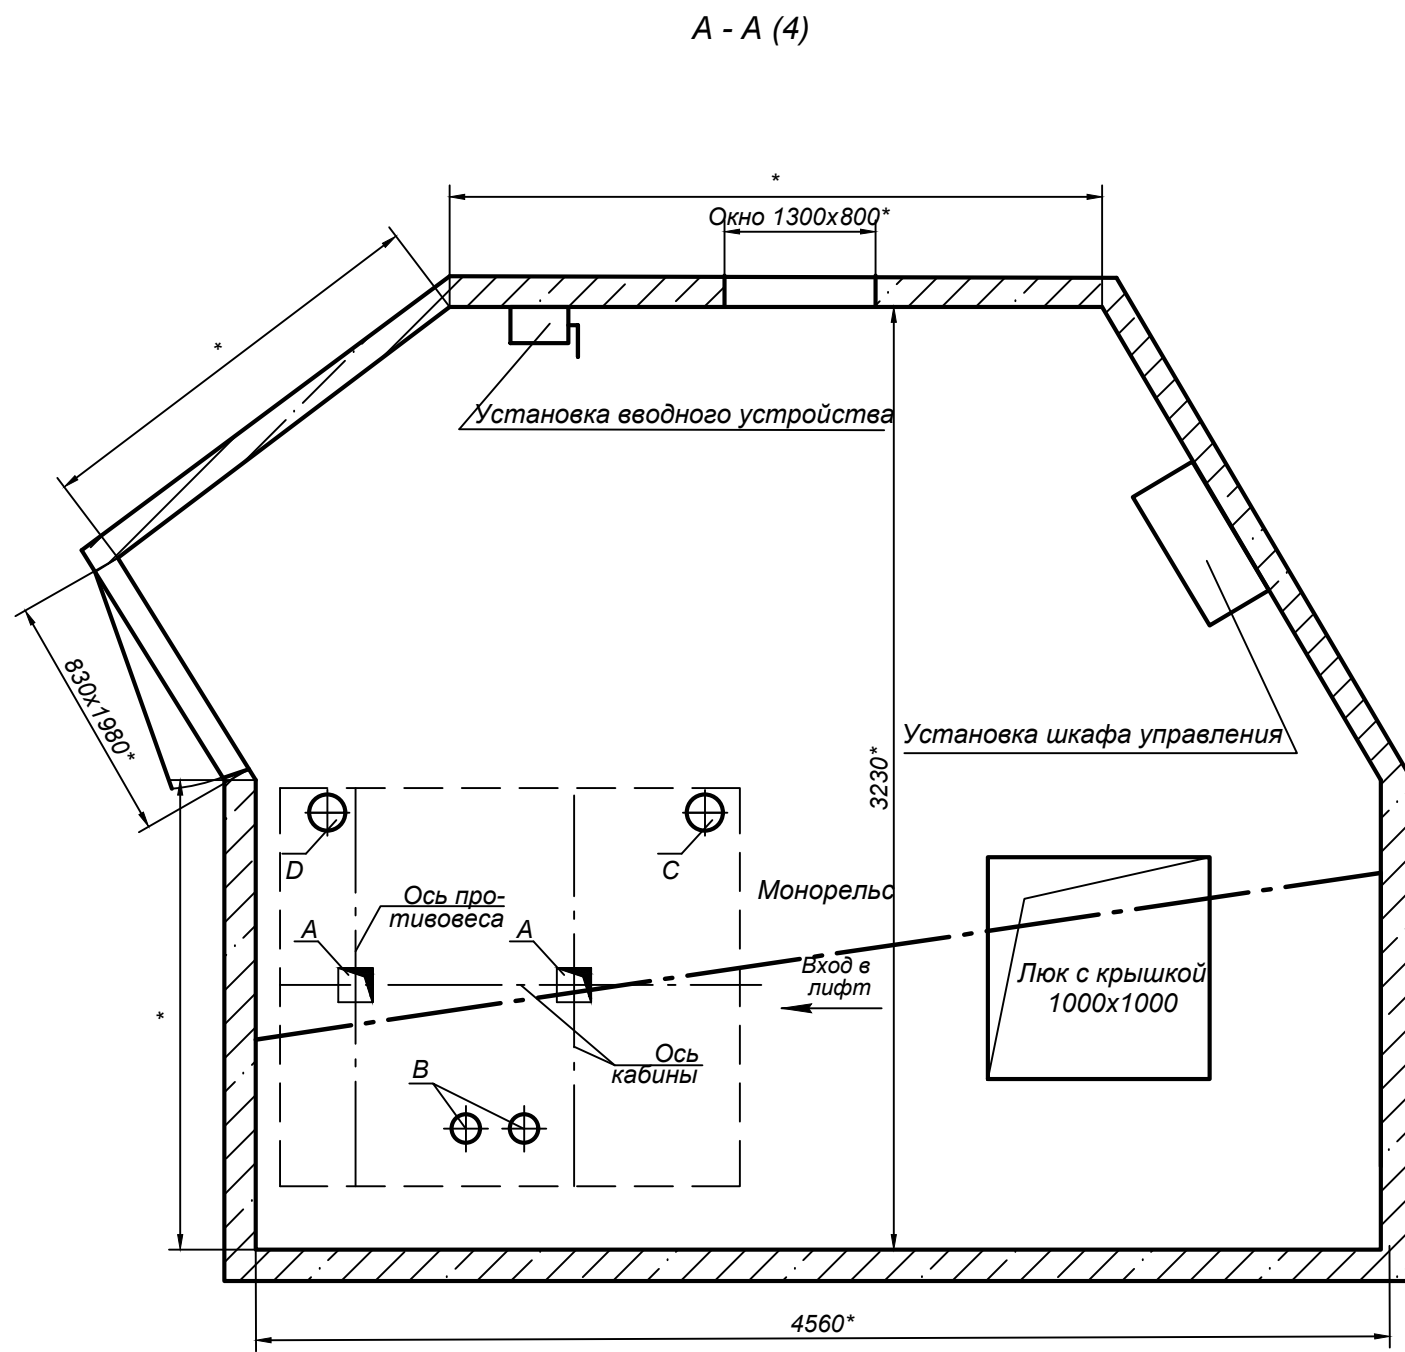 А - А (4)
*
Окно 1300х800*
*
Установка вводного устройства
830х1980*
Установка шкафа управления
3230*
D
C
Ось про-
тивовеса
Монорельс
A
A
Вход в
лифт
Люк с крышкой
1000х1000
*
Ось
кабины
B
4560*